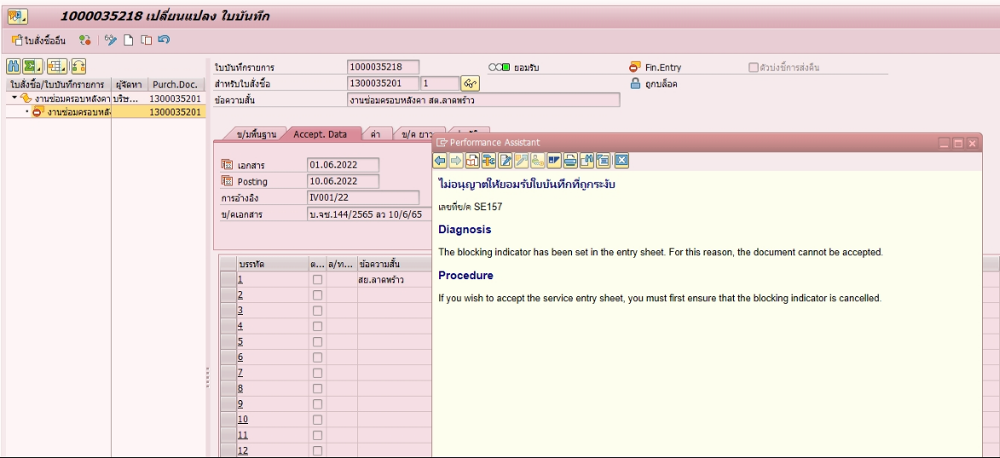 1000035218 เปลี่ยนแปลง ใบบันทึก
ใบสั่งซื้ออื่น
ใบสั่งซื้อ/ใบบันทึกรายการ ผู้จัดหา Purch.Doc.
งานซ่อมครอบหลังคา บริษ... 1300035201
งานซ่อมครอบหลัง 1300035201
ใบบันทึกรายการ 1000035218 ยอมรับ Fin.Entry ตัวบ่งชี้การส่งคืน
สำหรับใบสั่งซื้อ 1300035201 1 ถูกบล็อค
ข้อความสั้น งานซ่อมครอบหลังคา สต.ลาดพร้าว
ข/มพื้นฐาน Accept. Data ค่า ข/ค ยาว
เอกสาร 01.06.2022
Posting 10.06.2022
การอ้างอิง IV001/22
ข/คเอกสาร บ.จช.144/2565 ลว 10/6/65
บรรทัด ต... ล/ท... ข้อความสั้น
1 สย.ลาดพร้าว
2
3
4
5
6
7
8
9
10
11
12
Performance Assistant
ไม่อนุญาตให้ยอมรับใบบันทึกที่ถูกระงับ
เลขที่ข/ค SE157
Diagnosis
The blocking indicator has been set in the entry sheet. For this reason, the document cannot be accepted.
Procedure
If you wish to accept the service entry sheet, you must first ensure that the blocking indicator is cancelled.